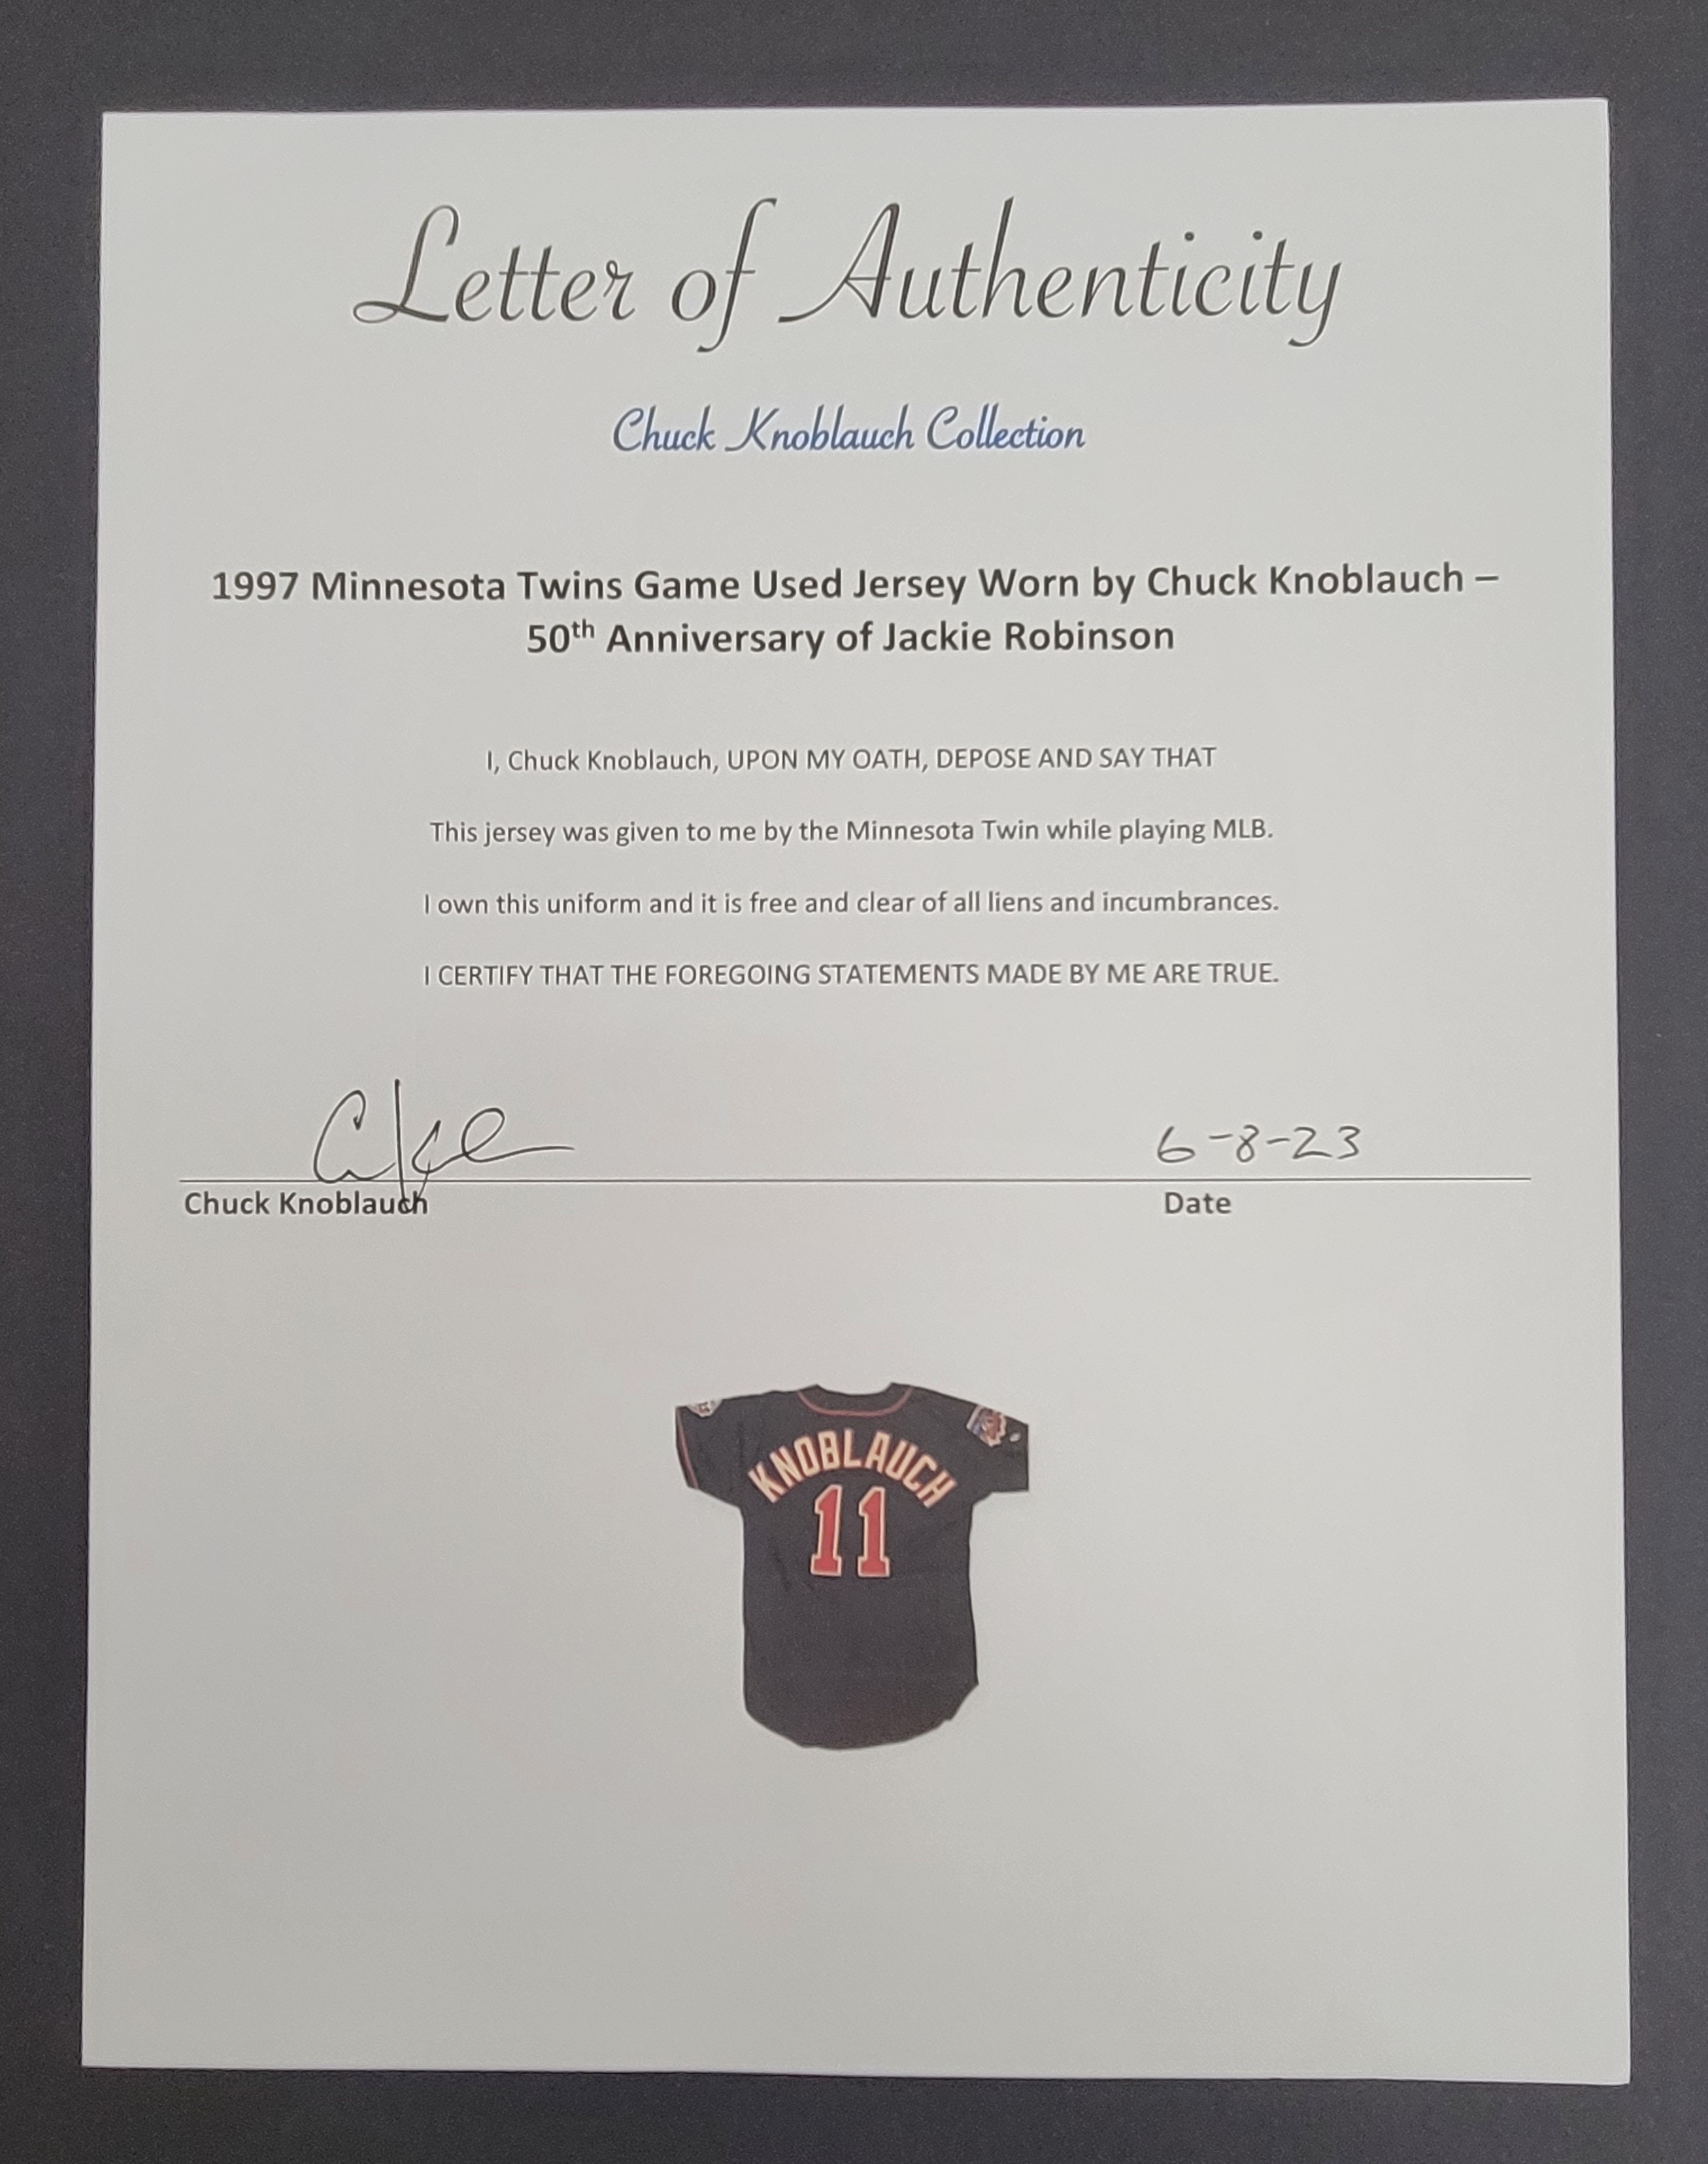 Letter of Authenticity
Chuck Knoblauch Collection
1997 Minnesota Twins Game Used Jersey Worn by Chuck Knoblauch –
50th Anniversary of Jackie Robinson
I, Chuck Knoblauch, UPON MY OATH, DEPOSE AND SAY THAT
This jersey was given to me by the Minnesota Twin while playing MLB.
I own this uniform and it is free and clear of all liens and incumbrances.
I CERTIFY THAT THE FOREGOING STATEMENTS MADE BY ME ARE TRUE.
6-8-23
Chuck Knoblauch Date
KNOBLAUCH
11